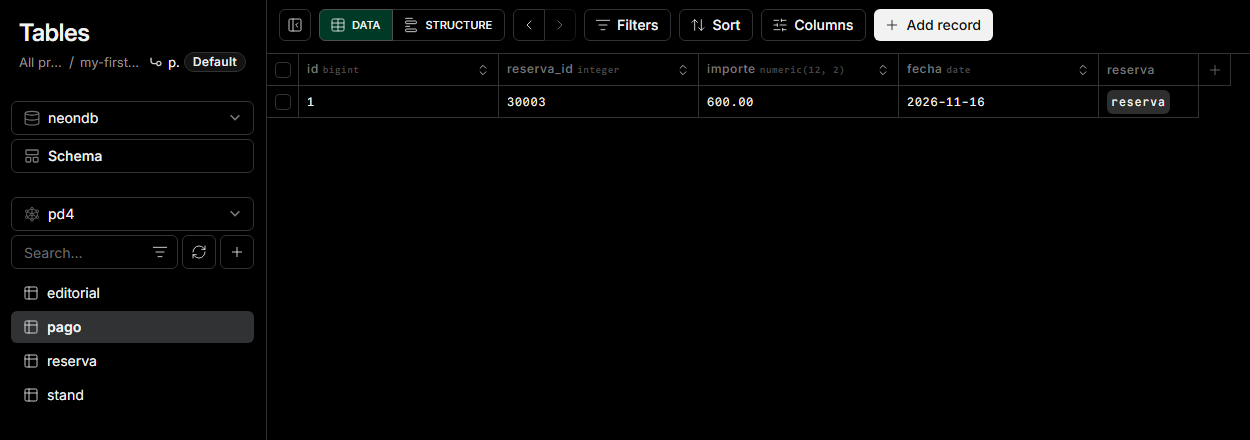 Tables
All pr... / my-first... p. Default
neondb
Schema
pd4
Search...
editorial
pago
reserva
stand
DATA STRUCTURE Filters Sort Columns Add record
id bigint reserva_id integer importe numeric(12, 2) fecha date reserva
1 30003 600.00 2026-11-16 reserva